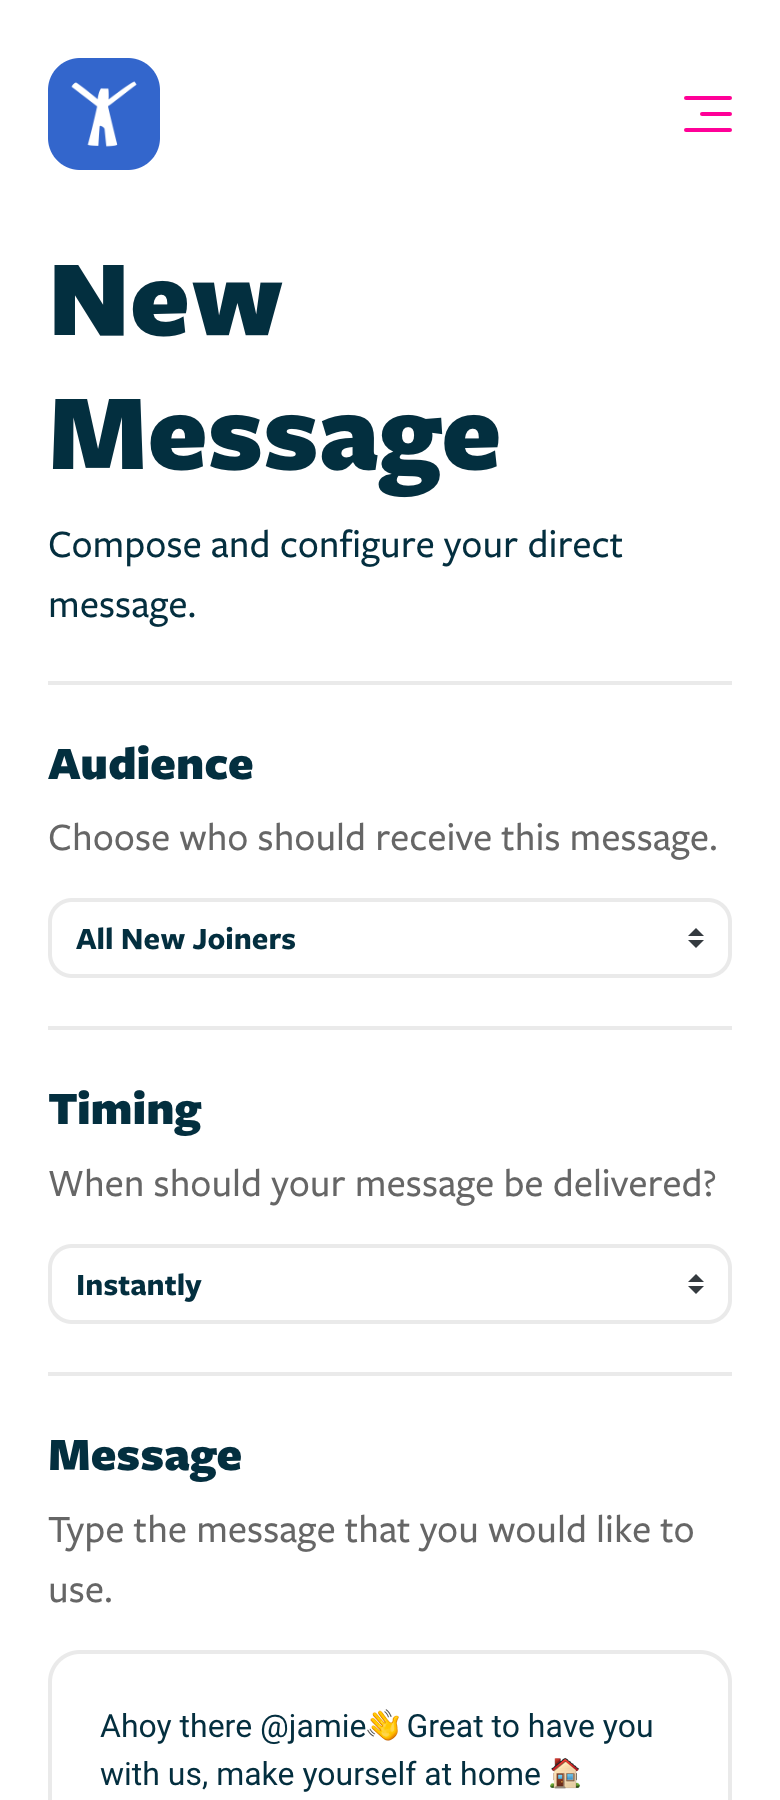 New
Message
Compose and configure your direct
message.
Audience
Choose who should receive this message.
All New Joiners
Timing
When should your message be delivered?
Instantly
Message
Type the message that you would like to
use.
Ahoy there @jamie👋 Great to have you
with us, make yourself at home 🏠